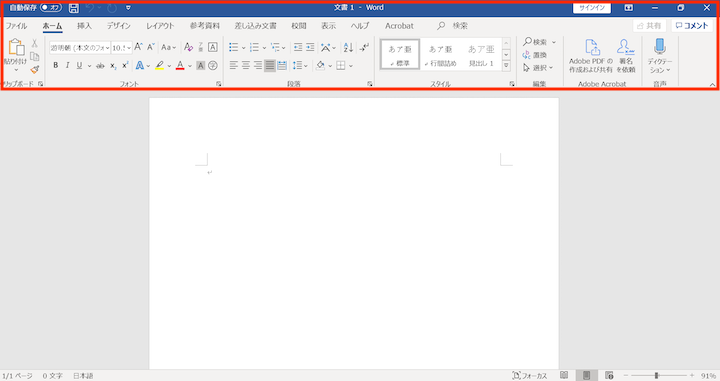 自動保存 オフ 文書 1 - Word サインイン
ファイル ホーム 挿入 デザイン レイアウト 参考資料 差し込み文書 校閲 表示 ヘルプ Acrobat 検索 共有 コメント
貼り付け 游明朝 (本文のフォ 10.5 A A Aa A あア亜 あア亜 あア亜 検索 Adobe PDF の 署名 ディクテー
標準 行間詰め 見出し 1 置換 作成および共有 を依頼 ション
B I U ab x₂ x² A A A 選択
クリップボード フォント 段落 スタイル 編集 Adobe Acrobat 音声
1/1 ページ 0 文字 日本語 フォーカス 91%